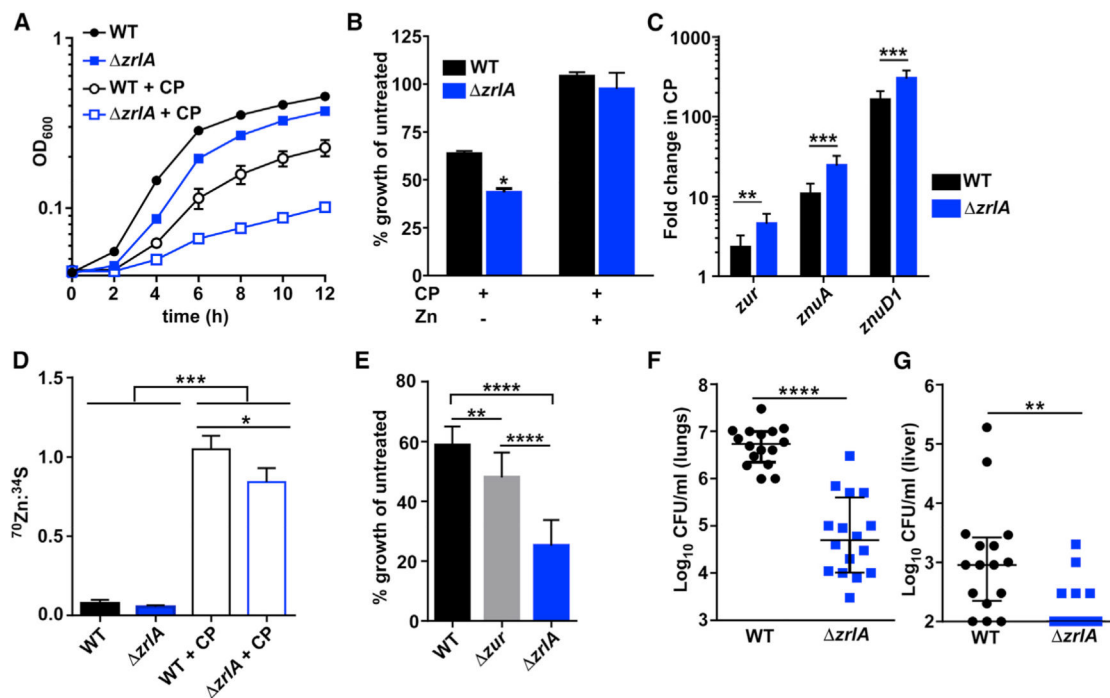 A
WT
ΔzrlA
WT + CP
ΔzrlA + CP
OD600
0.1
0 2 4 6 8 10 12
time (h)
B
WT
ΔzrlA
% growth of untreated
125
100
75
50
25
0
*
CP + +
Zn - +
C
Fold change in CP
1000
100
10
1
**
***
***
WT
ΔzrlA
zur znuA znuD1
D
70Zn:34S
1.5
1.0
0.5
0.0
***
*
WT ΔzrlA WT + CP ΔzrlA + CP
E
% growth of untreated
80
60
40
20
0
****
**
****
WT Δzur ΔzrlA
F
Log10 CFU/ml (lungs)
8
7
6
5
4
3
****
WT ΔzrlA
G
Log10 CFU/ml (liver)
6
5
4
3
2
**
WT ΔzrlA